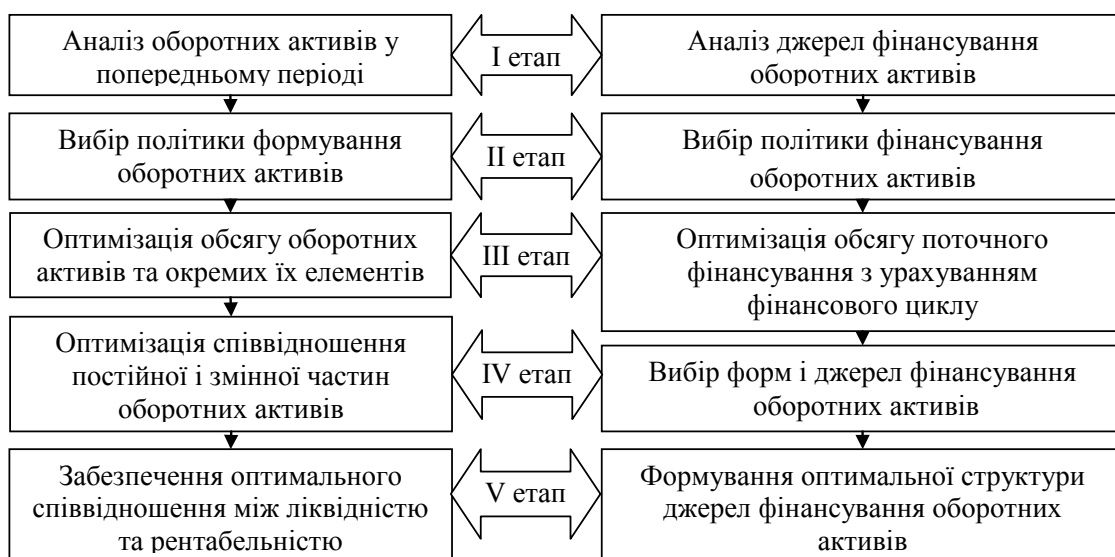 Аналіз оборотних активів у
попередньому періоді
І етап
Аналіз джерел фінансування
оборотних активів
Вибір політики формування
оборотних активів
ІІ етап
Вибір політики фінансування
оборотних активів
Оптимізація обсягу оборотних
активів та окремих їх елементів
ІІІ етап
Оптимізація обсягу поточного
фінансування з урахуванням
фінансового циклу
Оптимізація співвідношення
постійної і змінної частин
оборотних активів
ІV етап
Вибір форм і джерел фінансування
оборотних активів
Забезпечення оптимального
співвідношення між ліквідністю
та рентабельністю
V етап
Формування оптимальної структури
джерел фінансування оборотних
активів